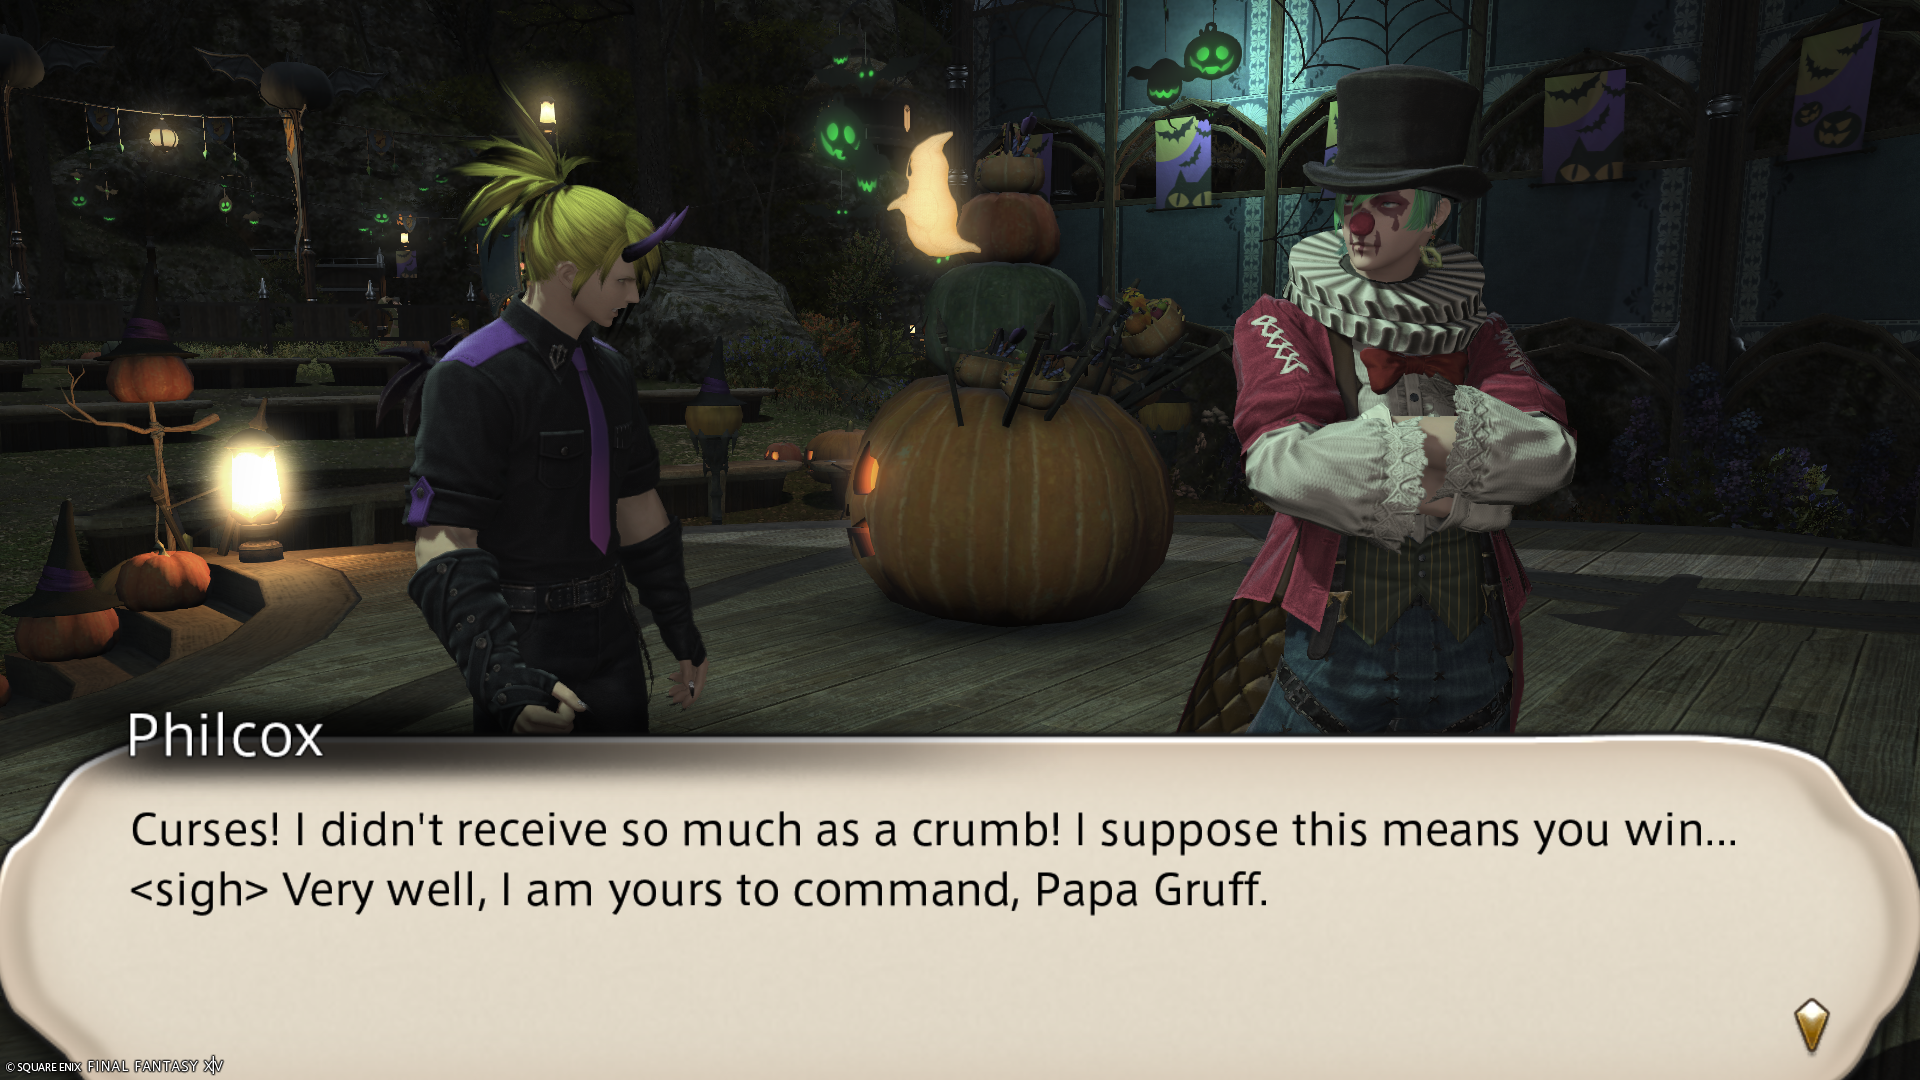 Philcox
Curses! I didn't receive so much as a crumb! I suppose this means you win...
<sigh> Very well, I am yours to command, Papa Gruff.
© SQUARE ENIX FINAL FANTASY XIV